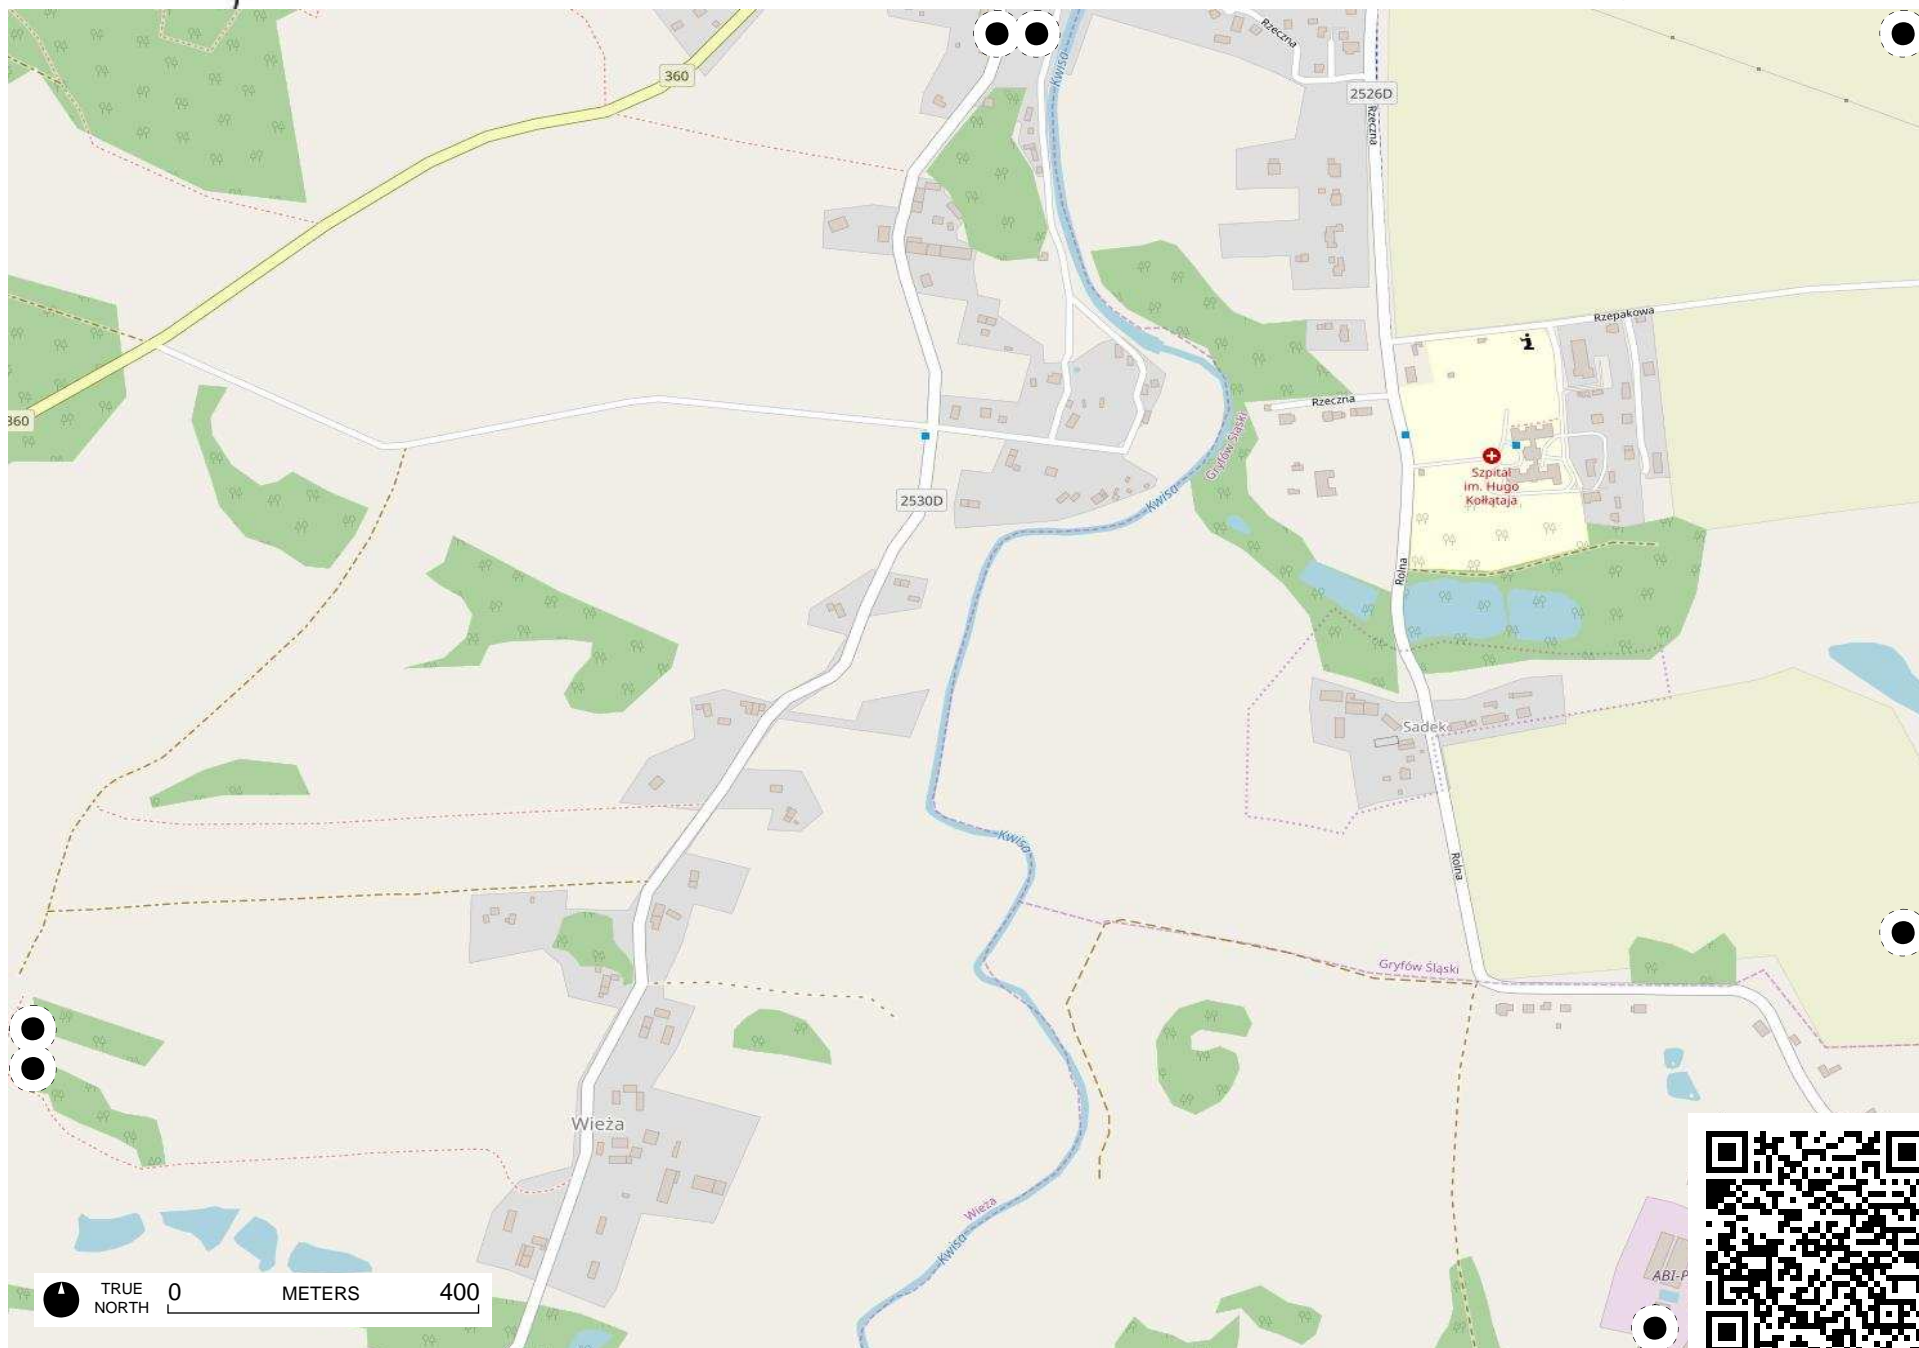 Rzeczna
Kwisa
360
2526D
Rzeczna
Rzepakowa
Rzeczna
360
Gryfów Śląski
Szpital
im. Hugo
Kołłątaja
Kwisa
2530D
Rolna
Sadek
Kwisa
Rolna
Gryfów Śląski
Wieża
Wieża
Kwisa
ABI-P
TRUE
NORTH
0 METERS 400